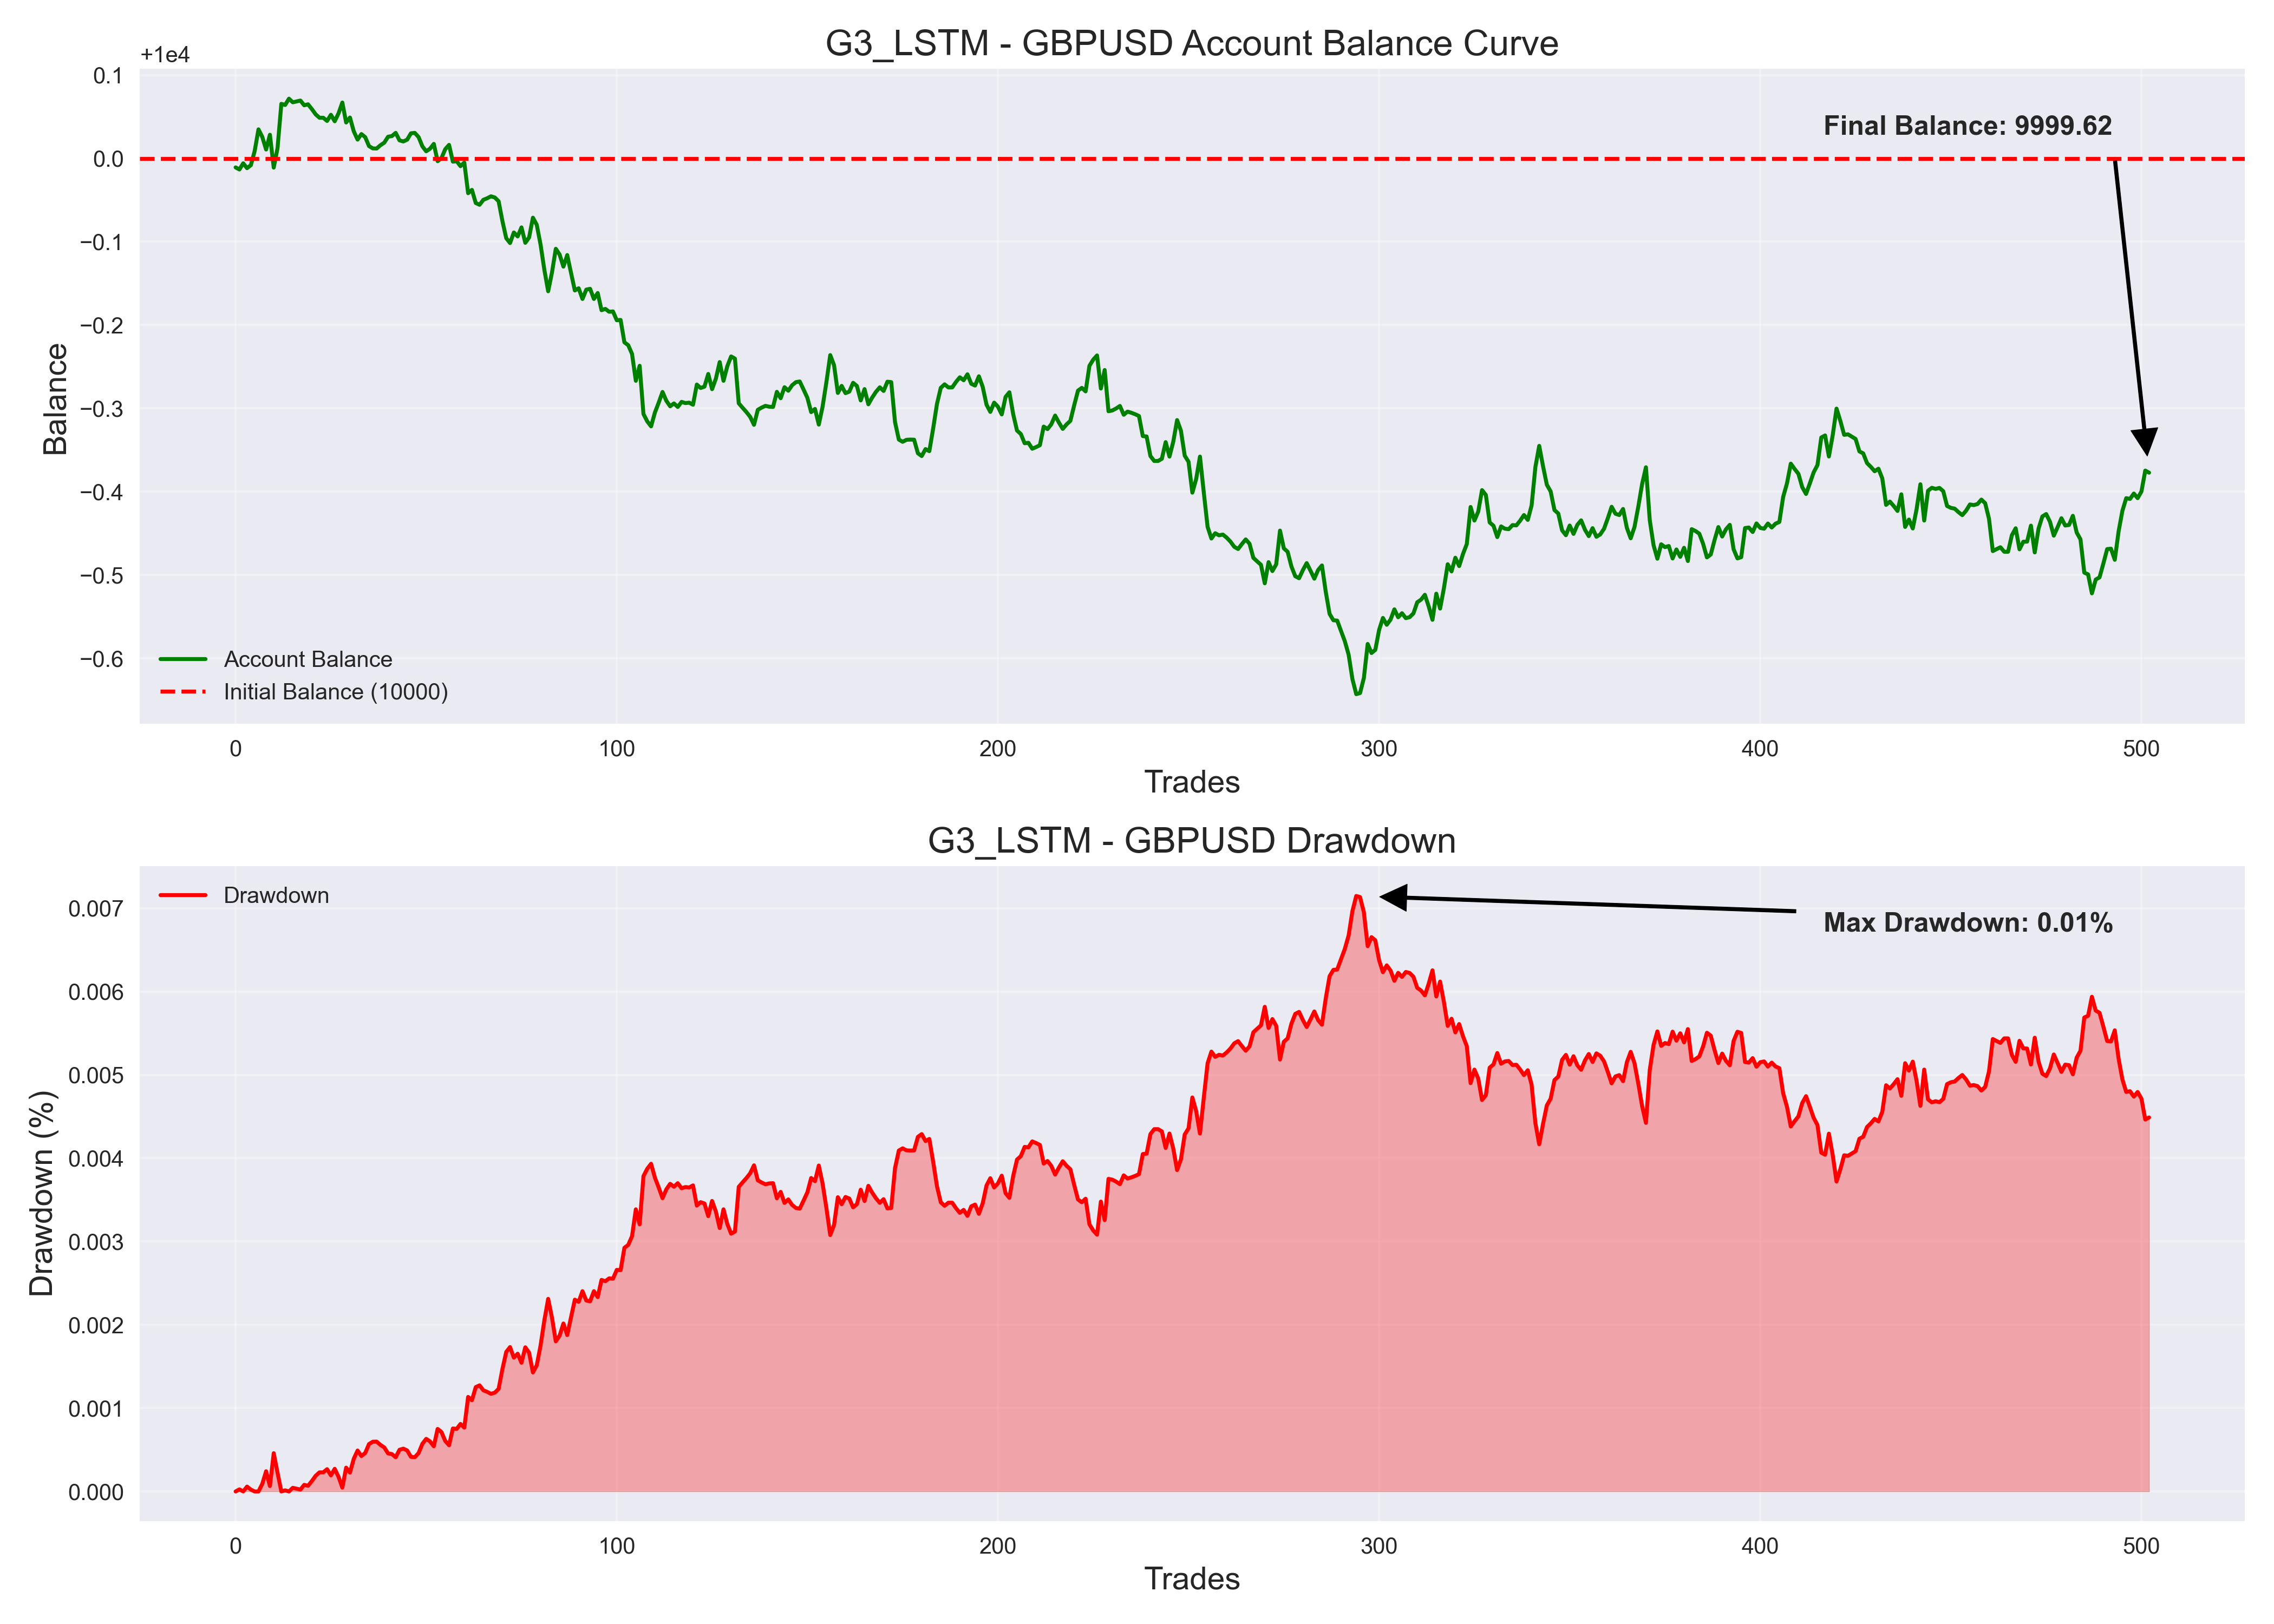 G3_LSTM - GBPUSD Account Balance Curve
+1e4
0.1
0.0
−0.1
−0.2
−0.3
−0.4
−0.5
−0.6
Balance
Final Balance: 9999.62
Account Balance
Initial Balance (10000)
0 100 200 300 400 500
Trades
G3_LSTM - GBPUSD Drawdown
0.007
0.006
0.005
0.004
0.003
0.002
0.001
0.000
Drawdown (%)
Drawdown
Max Drawdown: 0.01%
0 100 200 300 400 500
Trades